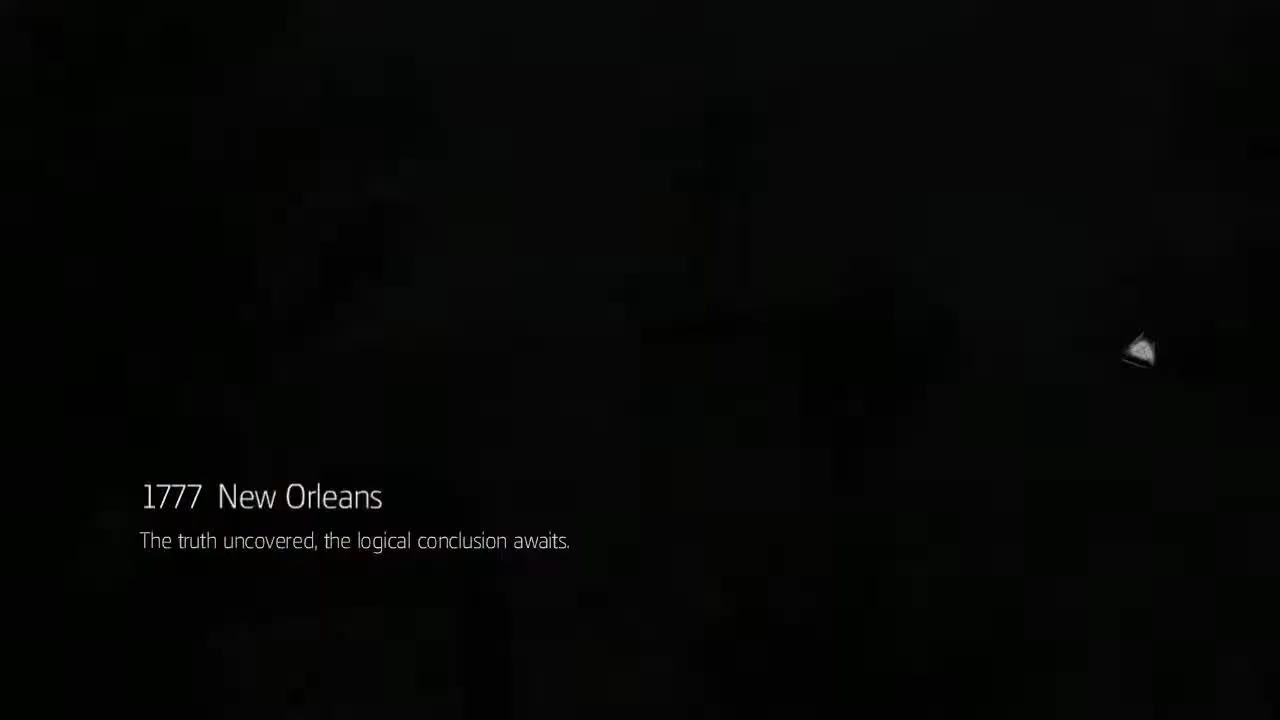 1777 New Orleans
The truth uncovered, the logical conclusion awaits.